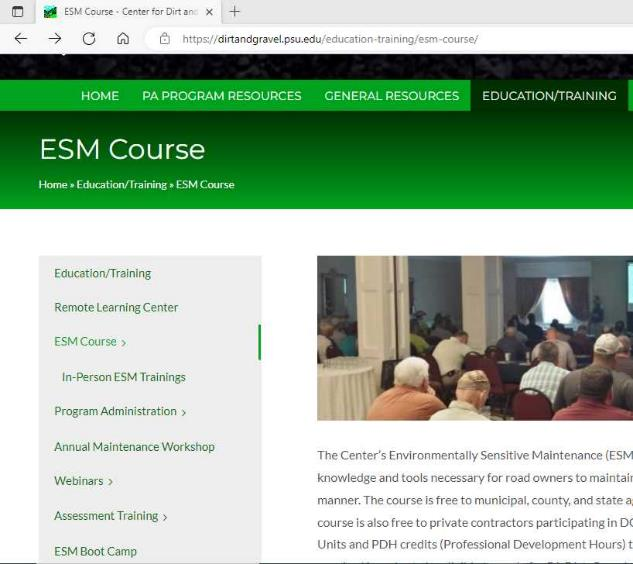 ESM Course - Center for Dirt and
https://dirtandgravel.psu.edu/education-training/esm-course/
HOME PA PROGRAM RESOURCES GENERAL RESOURCES EDUCATION/TRAINING
ESM Course
Home » Education/Training » ESM Course
Education/Training
Remote Learning Center
ESM Course >
In-Person ESM Trainings
Program Administration >
Annual Maintenance Workshop
Webinars >
Assessment Training >
ESM Boot Camp
The Center's Environmentally Sensitive Maintenance (ESM
knowledge and tools necessary for road owners to maintain
manner. The course is free to municipal, county, and state a
course is also free to private contractors participating in
Units and PDH credits (Professional Development Hours) t